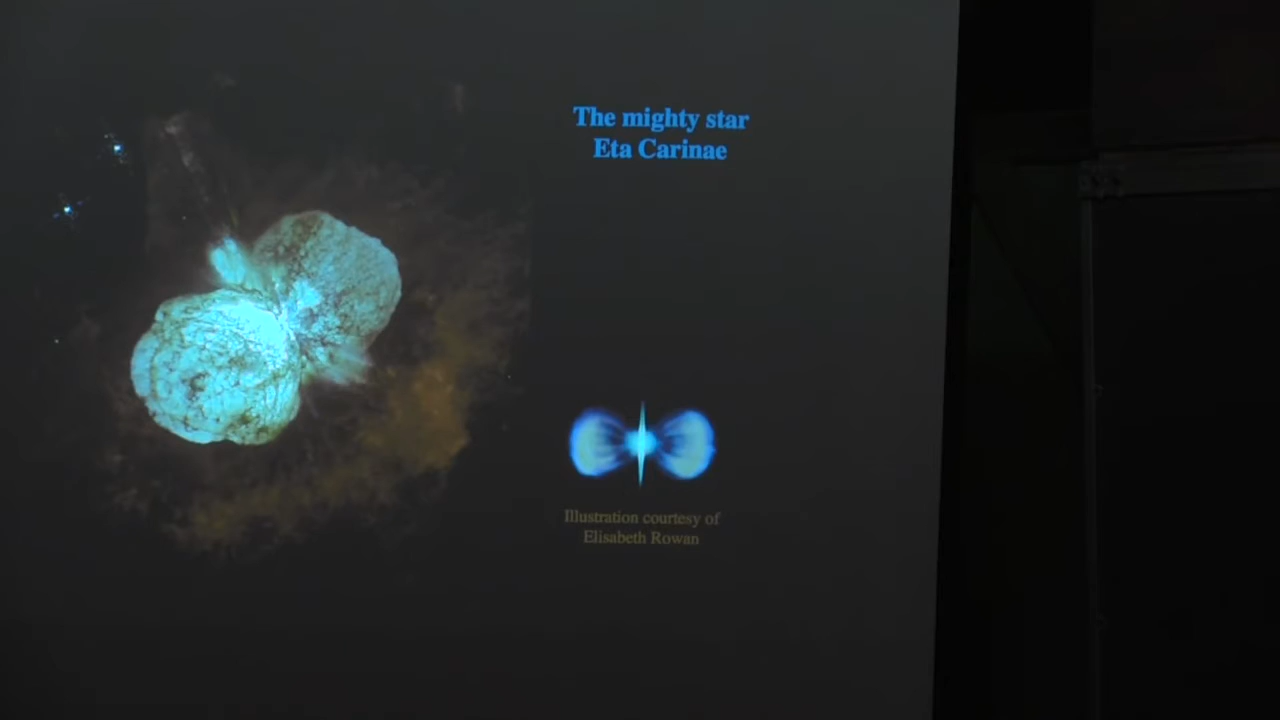 The mighty star
Eta Carinae
Illustration courtesy of
Elisabeth Rowan